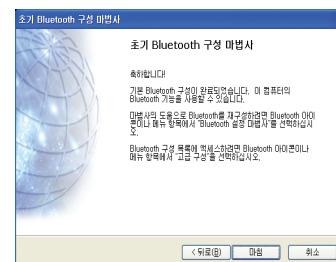 초기 Bluetooth 구성 마법사
초기 Bluetooth 구성 마법사
축하합니다!
기본 Bluetooth 구성이 완료되었습니다. 이 컴퓨터의
Bluetooth 기능을 사용할 수 있습니다.
마법사의 도움으로 Bluetooth를 재구성하려면 Bluetooth 아이
콘이나 메뉴 항목에서 "Bluetooth 설정 마법사"를 선택하십시
오.
Bluetooth 구성 목록에 액세스하려면 Bluetooth 아이콘이나
메뉴 항목에서 "고급 구성"을 선택하십시오.
< 뒤로(B)
마침
취소